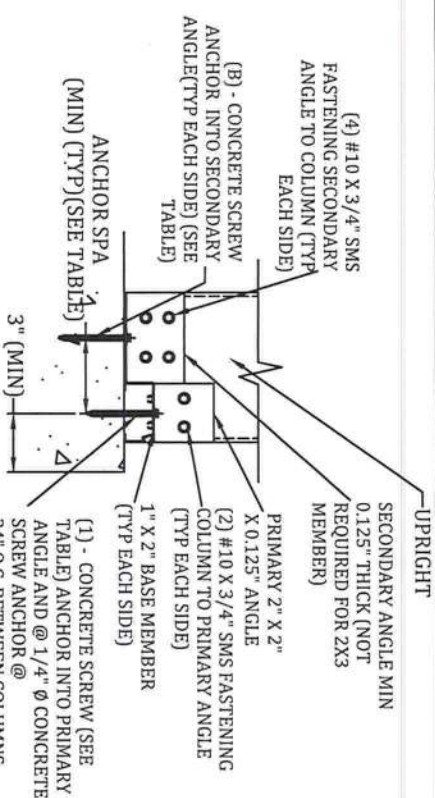 (4) #10 X 3/4" SMS
FASTENING SECONDARY
ANGLE TO COLUMN (TYP
EACH SIDE)
(B) - CONCRETE SCREW
ANCHOR INTO SECONDARY
ANGLE(TYP EACH SIDE) (SEE
TABLE)
ANCHOR SPA
(MIN) (TYP)(SEE TABLE)
3" (MIN)
UPRIGHT
SECONDARY ANGLE MIN
0.125" THICK (NOT
REQUIRED FOR 2X3
MEMBER)
PRIMARY 2" X 2"
X 0.125" ANGLE
(2) #10 X 3/4" SMS FASTENING
COLUMN TO PRIMARY ANGLE
(TYP EACH SIDE)
1" X 2" BASE MEMBER
(TYP EACH SIDE)
(1) - CONCRETE SCREW (SEE
TABLE) ANCHOR INTO PRIMARY
ANGLE AND @ 1/4" Ø CONCRETE
SCREW ANCHOR @
24" O.C. BETWEEN COLUMNS